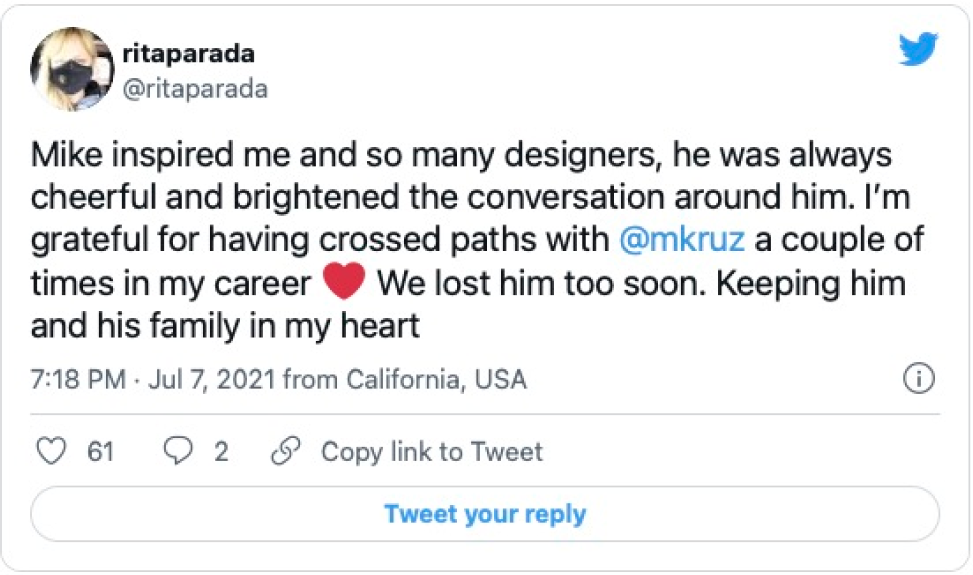 ritaparada
@ritaparada
Mike inspired me and so many designers, he was always
cheerful and brightened the conversation around him. I’m
grateful for having crossed paths with @mkruz a couple of
times in my career ❤️ We lost him too soon. Keeping him
and his family in my heart
7:18 PM · Jul 7, 2021 from California, USA
61 2 Copy link to Tweet
Tweet your reply